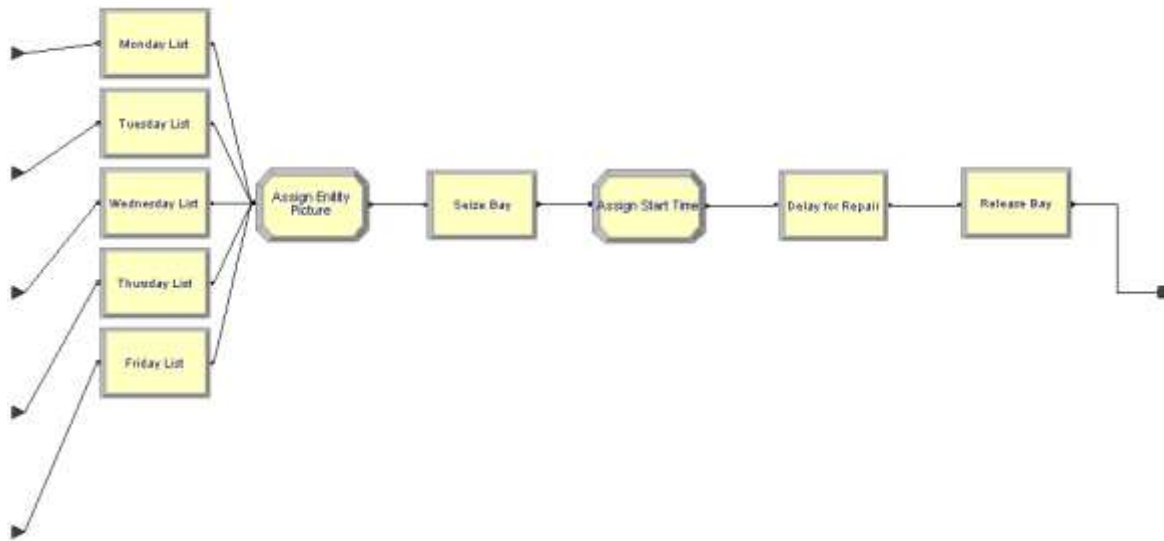 Monday List
Tuesday List
Wednesday List
Thursday List
Friday List
Assign Entity
Picture
Seize Bay
Assign Start Time
Delay for Repair
Release Bay